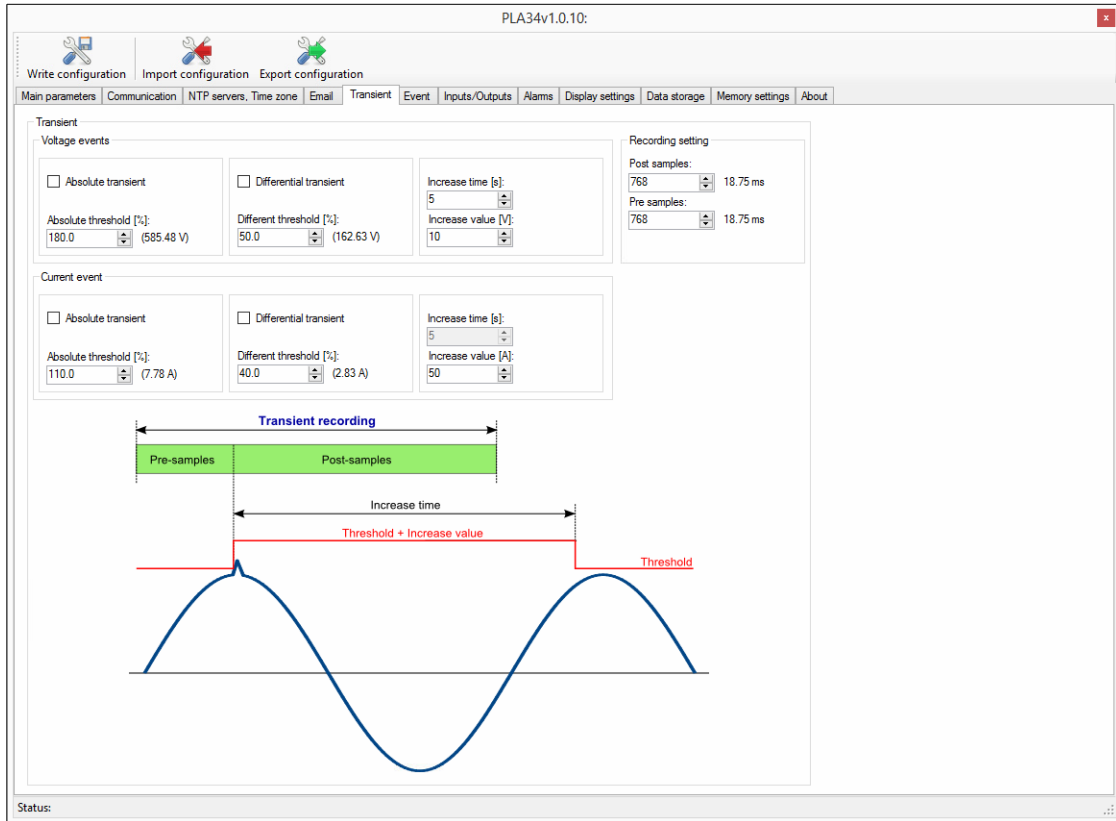 PLA34v1.0.10:
x
Write configuration Import configuration Export configuration
Main parameters Communication NTP servers, Time zone Email Transient Event Inputs/Outputs Alarms Display settings Data storage Memory settings About
Transient
Voltage events
Absolute transient
Absolute threshold [%]:
180.0 (585.48 V)
Differential transient
Different threshold [%]:
50.0 (162.63 V)
Increase time [s]:
5
Increase value [V]:
10
Recording setting
Post samples:
768 18.75 ms
Pre samples:
768 18.75 ms
Current event
Absolute transient
Absolute threshold [%]:
110.0 (7.78 A)
Differential transient
Different threshold [%]:
40.0 (2.83 A)
Increase time [s]:
5
Increase value [A]:
50
Transient recording
Pre-samples Post-samples
Increase time
Threshold + Increase value
Threshold
Status: